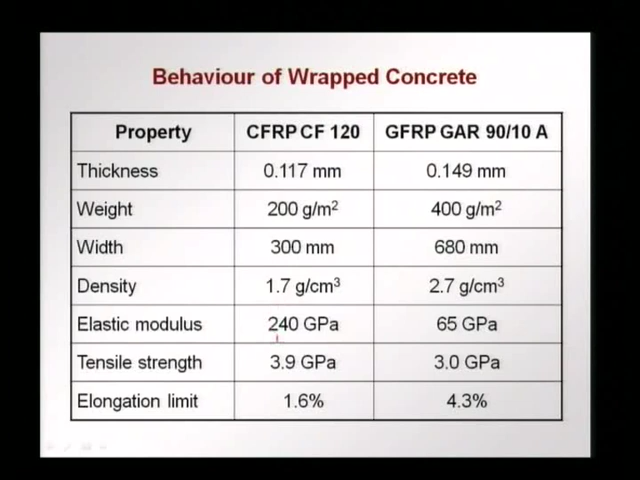 Behaviour of Wrapped Concrete
Property CFRP CF 120 GFRP GAR 90/10 A
Thickness 0.117 mm 0.149 mm
Weight 200 g/m² 400 g/m²
Width 300 mm 680 mm
Density 1.7 g/cm³ 2.7 g/cm³
Elastic modulus 240 GPa 65 GPa
Tensile strength 3.9 GPa 3.0 GPa
Elongation limit 1.6% 4.3%